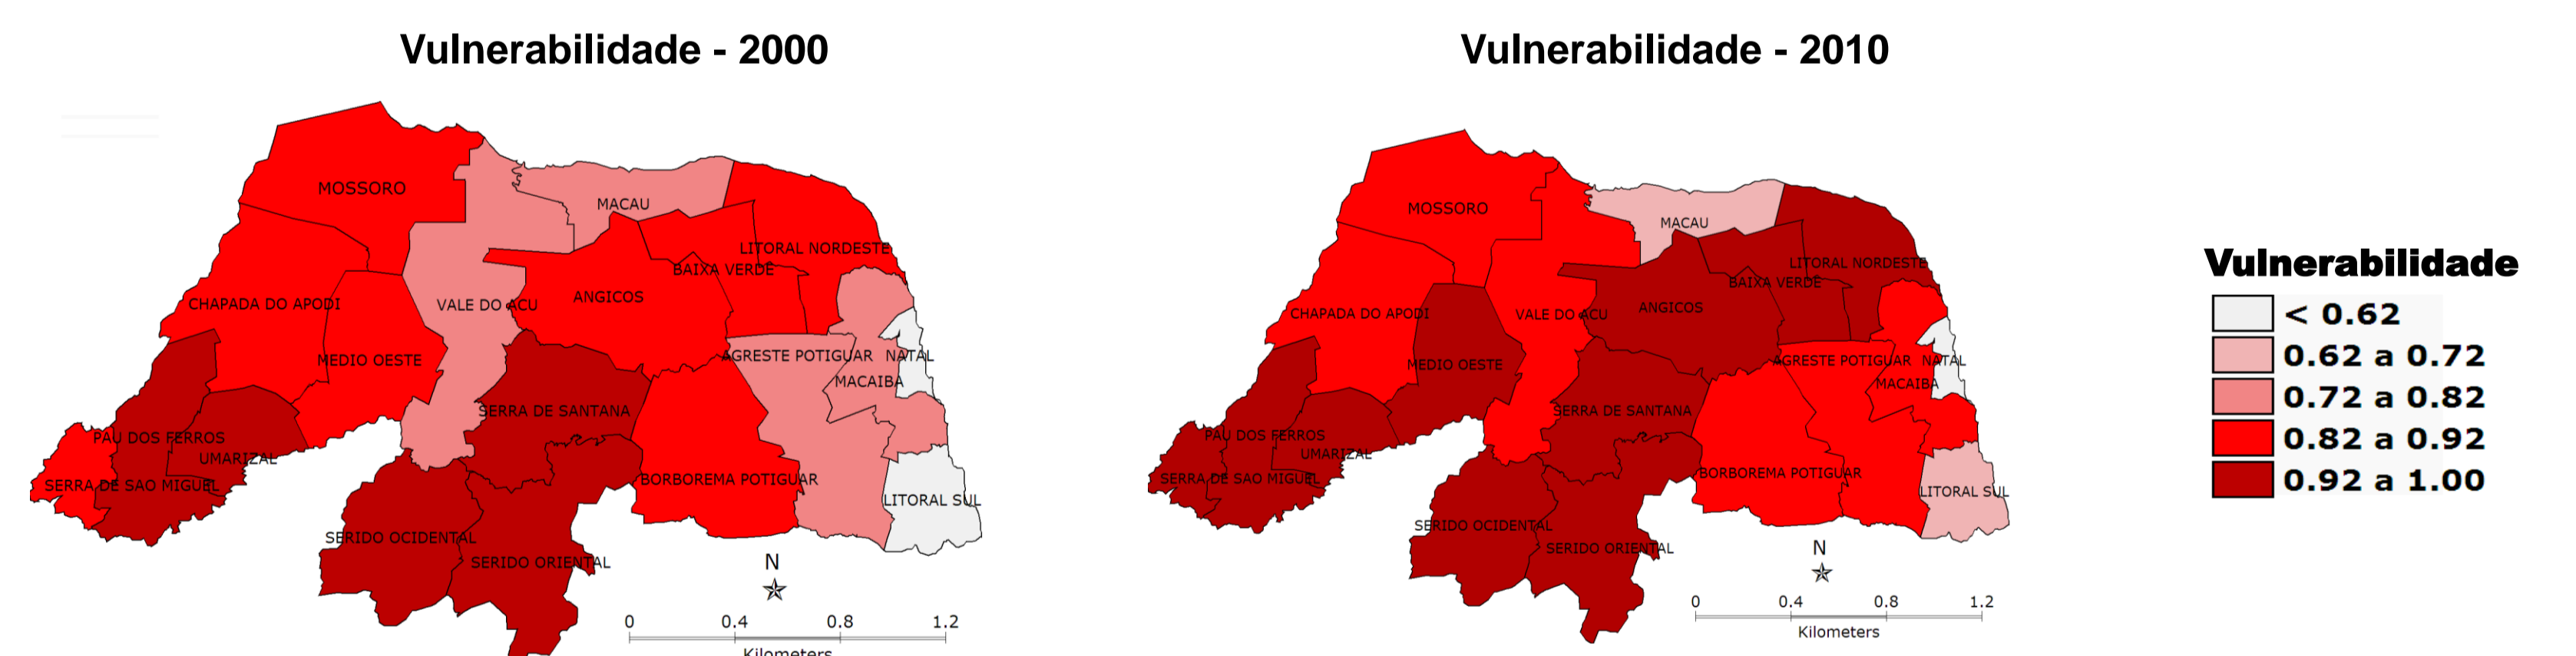 Vulnerabilidade - 2000
MOSSORO
MACAU
LITORAL NORDESTE
BAIXA VERDE
ANGICOS
CHAPADA DO APODI
VALE DO ACU
MEDIO OESTE
AGRESTE POTIGUAR
NATAL
MACAIBA
SERRA DE SANTANA
PAU DOS FERROS
UMARIZAL
SERRA DE SAO MIGUEL
BORBOREMA POTIGUAR
LITORAL SUL
SERIDO OCIDENTAL
SERIDO ORIENTAL
N
0 0.4 0.8 1.2
Kilometers
Vulnerabilidade - 2010
MOSSORO
MACAU
LITORAL NORDESTE
BAIXA VERDE
ANGICOS
CHAPADA DO APODI
VALE DO ACU
MEDIO OESTE
AGRESTE POTIGUAR
NATAL
MACAIBA
SERRA DE SANTANA
PAU DOS FERROS
UMARIZAL
SERRA DE SAO MIGUEL
BORBOREMA POTIGUAR
LITORAL SUL
SERIDO OCIDENTAL
SERIDO ORIENTAL
N
0 0.4 0.8 1.2
Kilometers
Vulnerabilidade
< 0.62
0.62 a 0.72
0.72 a 0.82
0.82 a 0.92
0.92 a 1.00